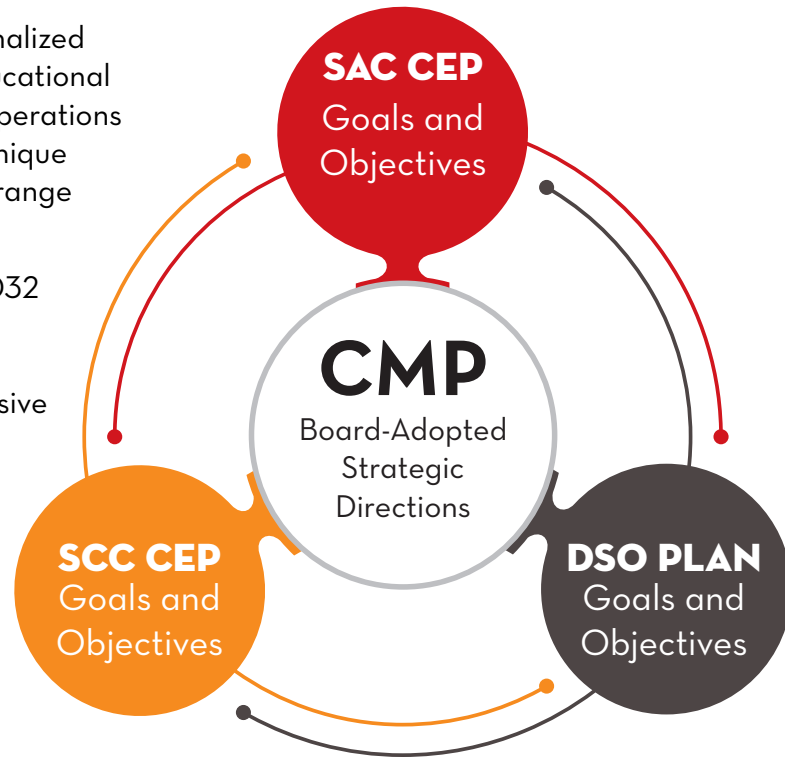 nalized
ucational
perations
nique
range
032
sive
SAC CEP
Goals and
Objectives
CMP
Board-Adopted
Strategic
Directions
SCC CEP
Goals and
Objectives
DSO PLAN
Goals and
Objectives